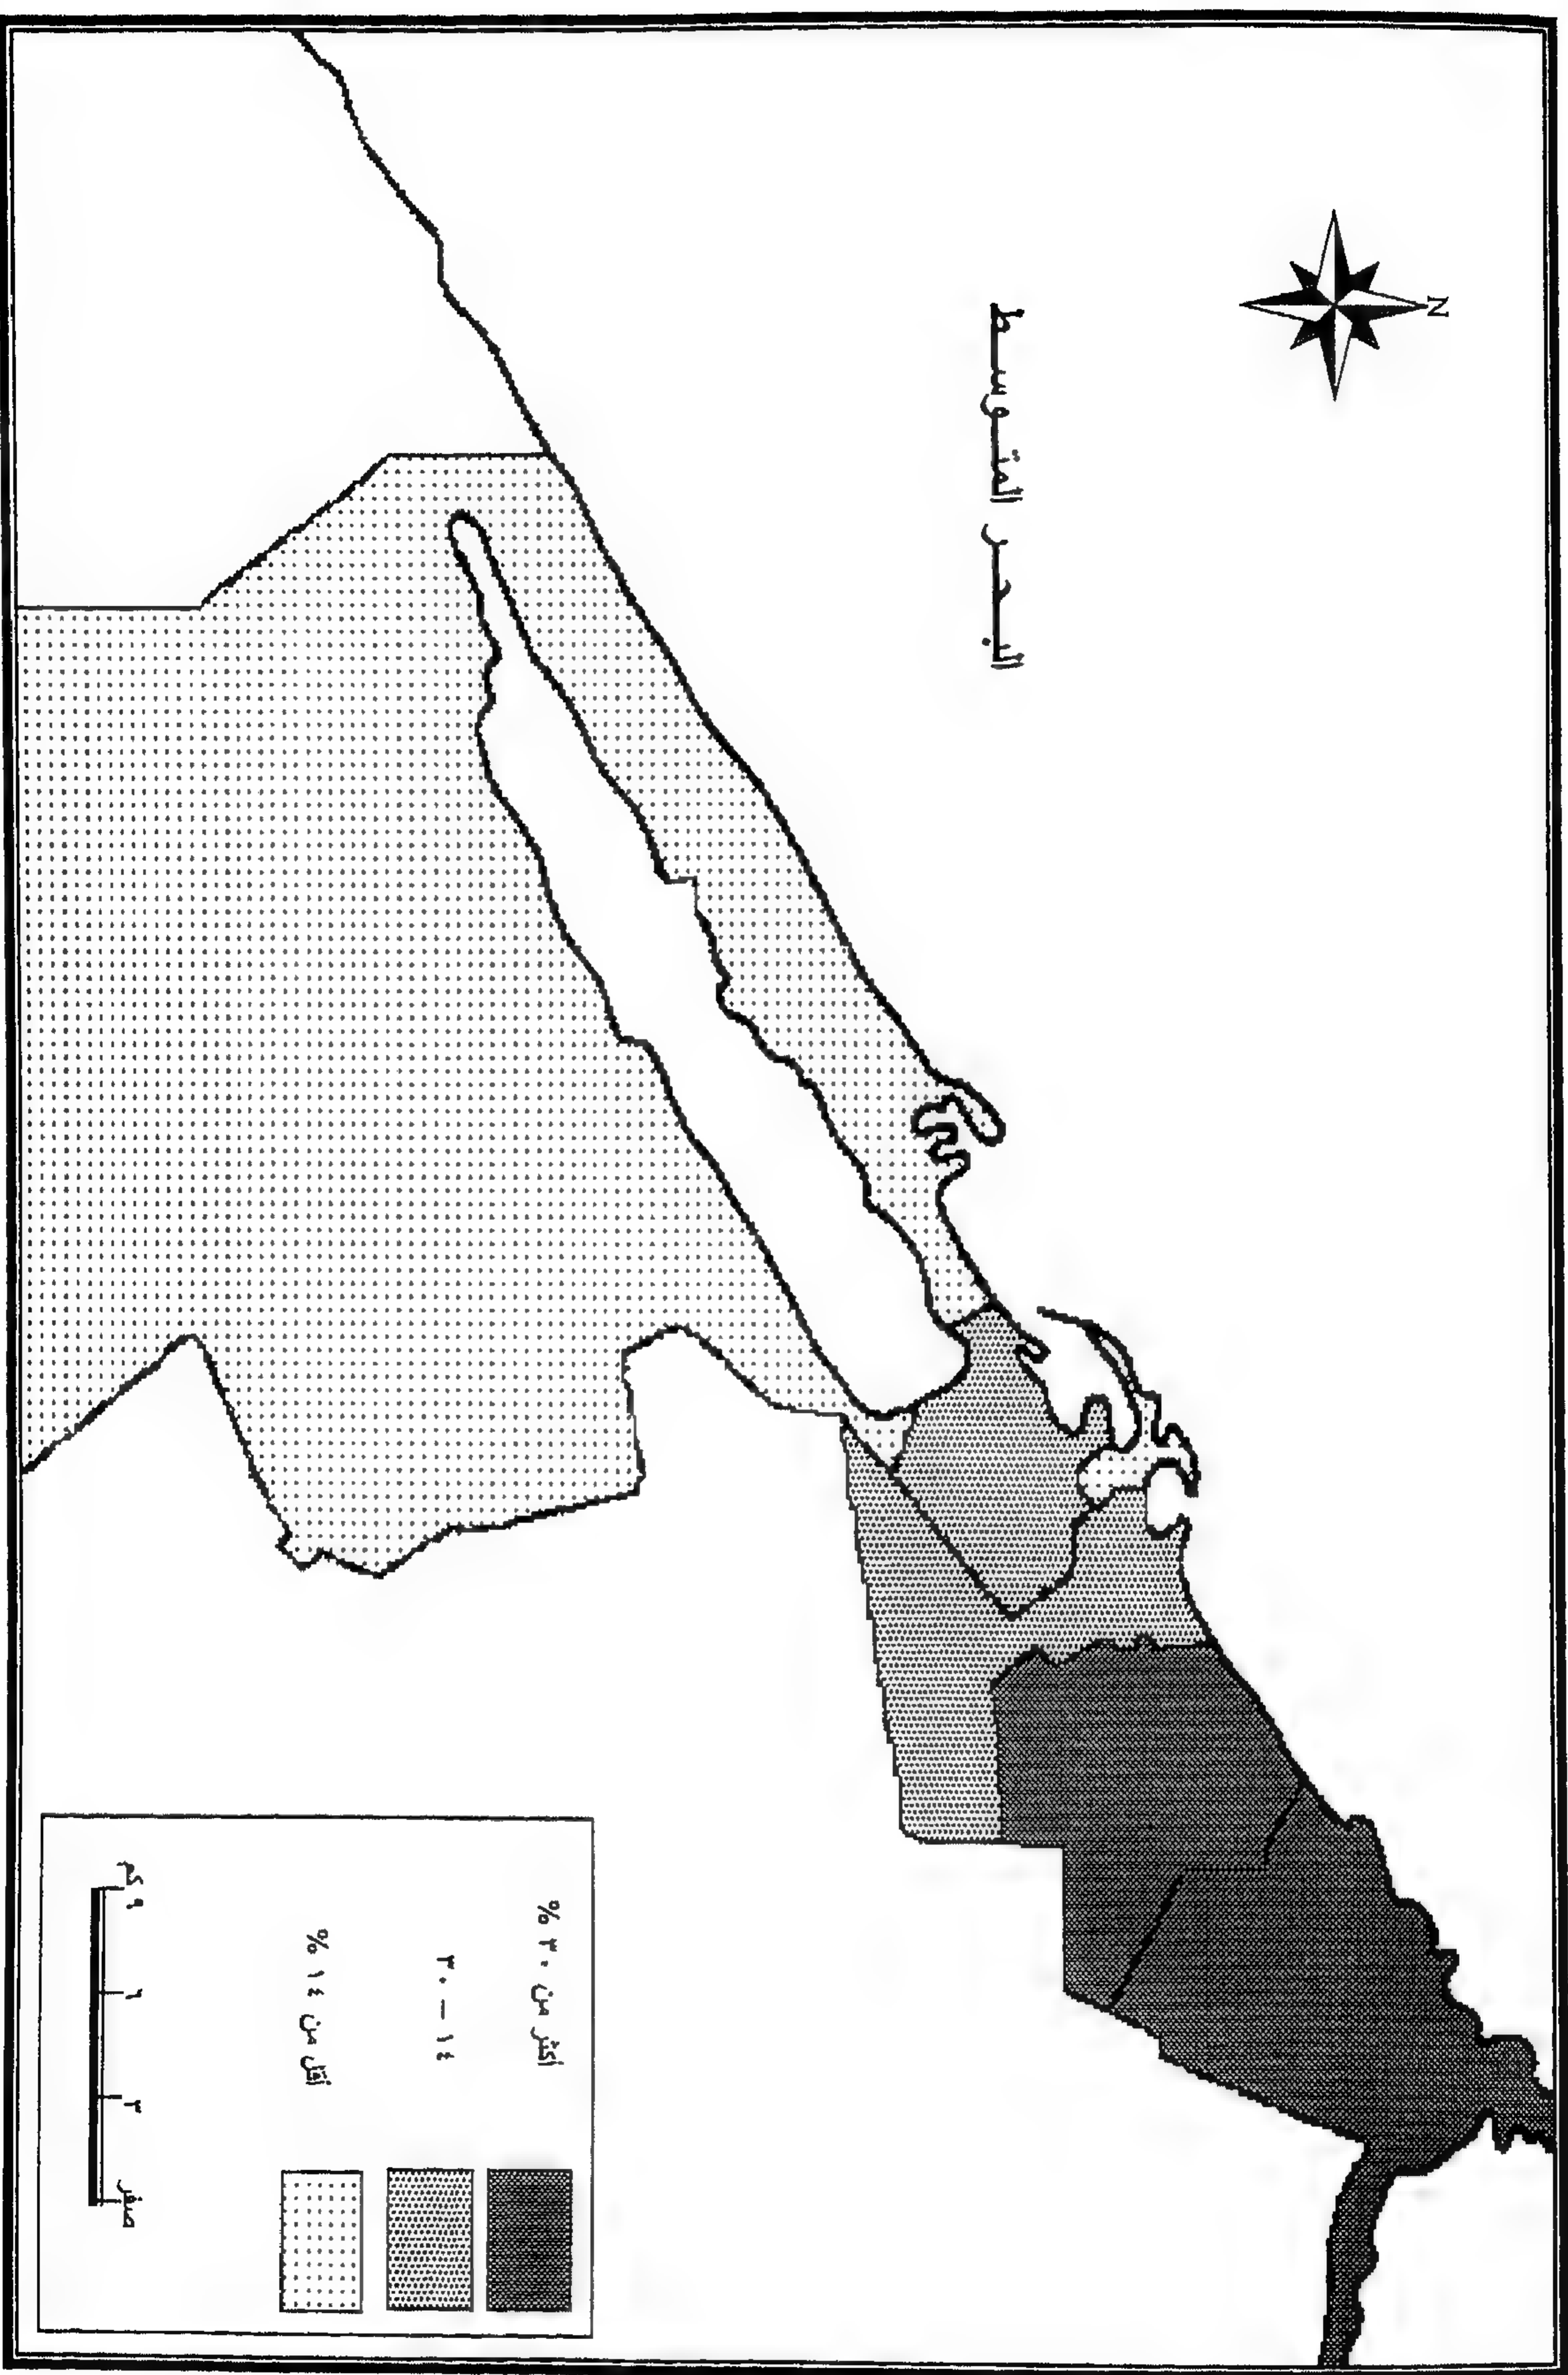 N
البحر المتوسط
أكثر من ٣٠ %
١٤ – ٣٠
أقل من ١٤ %
صفر ٣ ٦ ٩ كم